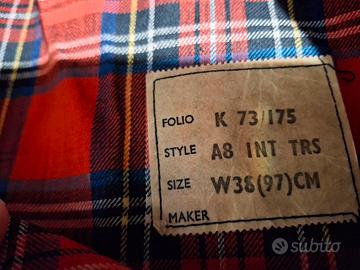 FOLIO K 73/175
STYLE A8 INT TRS
SIZE W38(97)CM
MAKER
subito